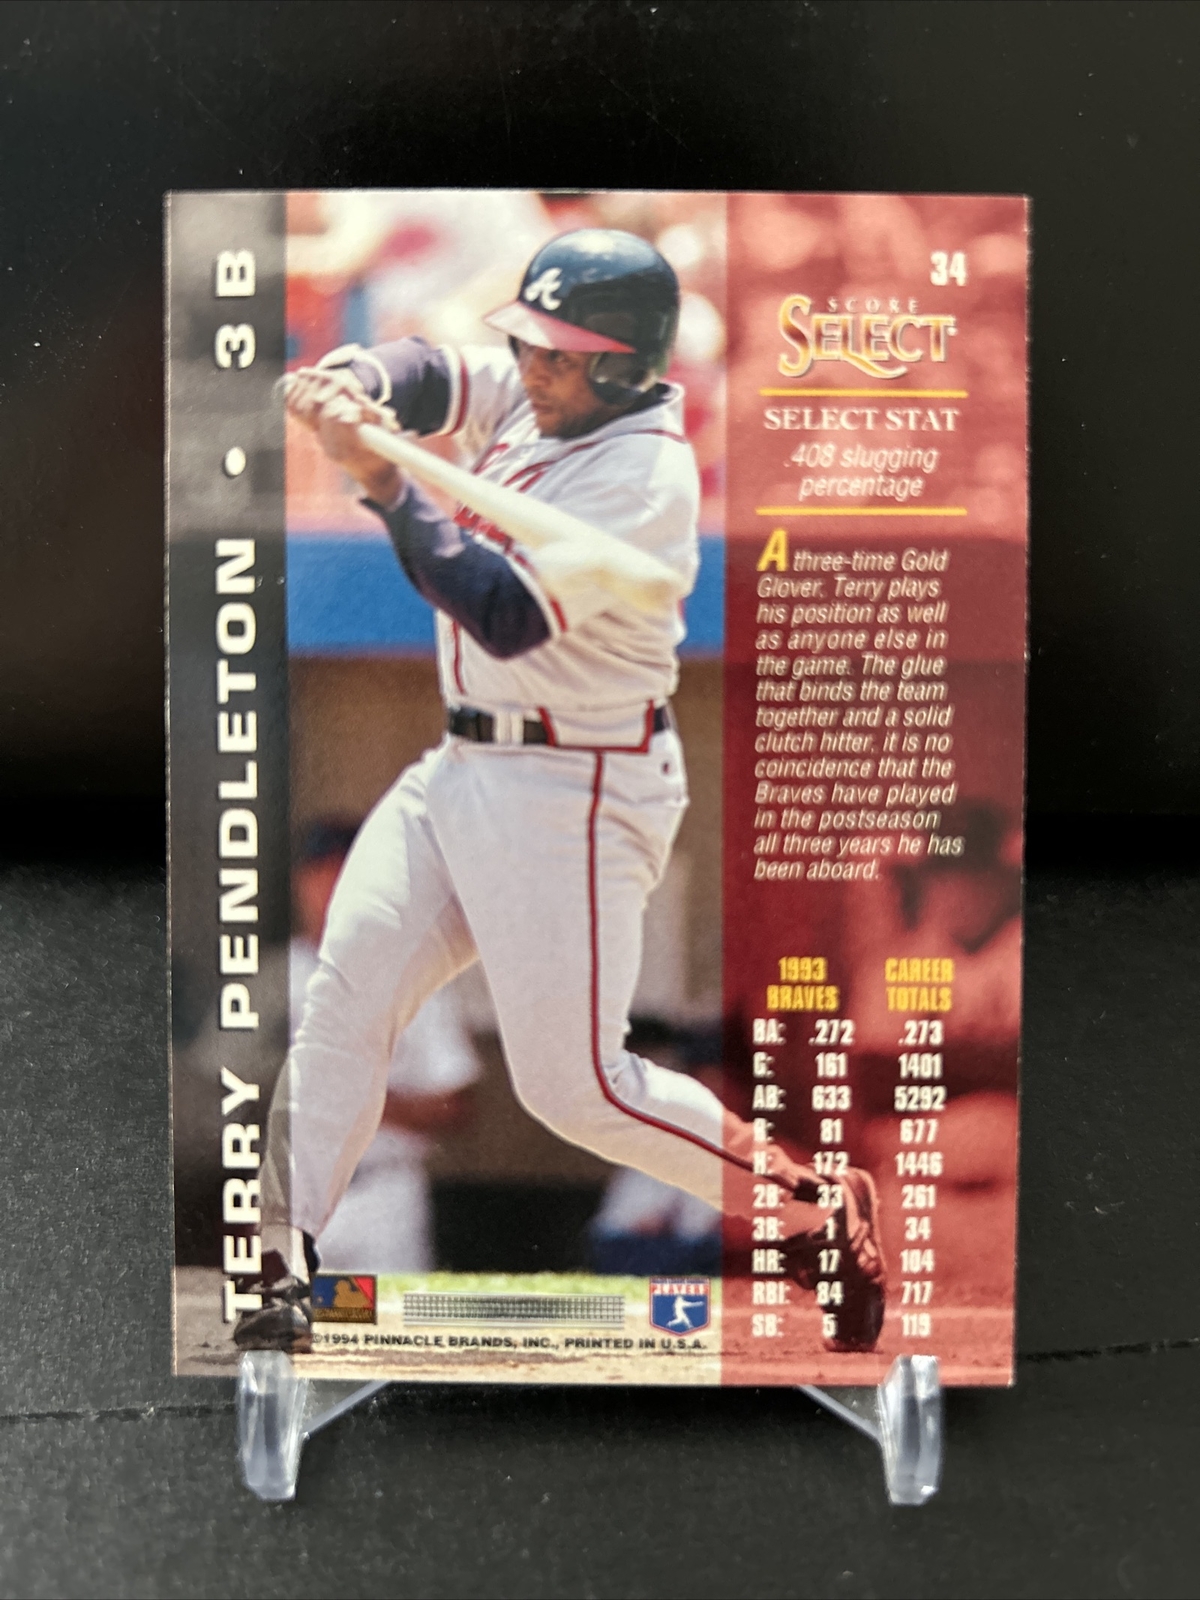 TERRY PENDLETON • 3B
A
34
SCORE
SELECT
SELECT STAT
.408 slugging
percentage
A three-time Gold
Glover, Terry plays
his position as well
as anyone else in
the game. The glue
that binds the team
together and a solid
clutch hitter, it is no
coincidence that the
Braves have played
in the postseason
all three years he has
been aboard.
1993 CAREER
BRAVES TOTALS
BA: .272 .273
G: 161 1401
AB: 633 5292
R: 81 677
H: 172 1446
2B: 33 261
3B: 1 34
HR: 17 104
RBI: 84 717
SB: 5 119
PLAYERS
©1994 PINNACLE BRANDS, INC., PRINTED IN U.S.A.